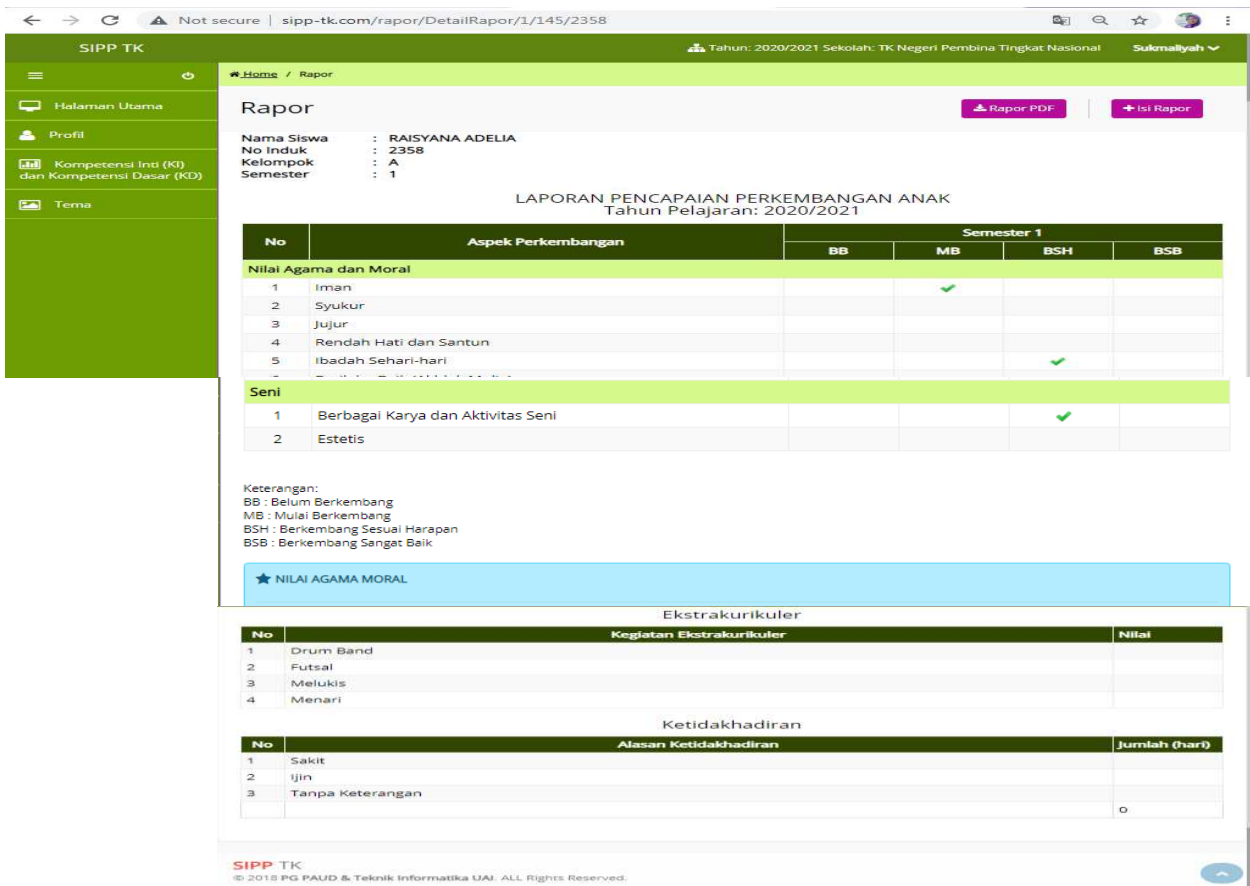 Not secure | sipp-tk.com/rapor/DetailRapor/1/145/2358
SIPP TK
Tahun: 2020/2021 Sekolah: TK Negeri Pembina Tingkat Nasional Sukmaliyah
Home / Rapor
Halaman Utama
Profil
Kompetensi Inti (KI)
dan Kompetensi Dasar (KD)
Tema
Rapor
Rapor PDF
+ Isi Rapor
Nama Siswa : RAISYANA ADELIA
No Induk : 2358
Kelompok : A
Semester : 1
LAPORAN PENCAPAIAN PERKEMBANGAN ANAK
Tahun Pelajaran: 2020/2021
No Aspek Perkembangan Semester 1
BB MB BSH BSB
Nilai Agama dan Moral
1 Iman ✔
2 Syukur
3 Jujur
4 Rendah Hati dan Santun
5 Ibadah Sehari-hari ✔
Seni
1 Berbagai Karya dan Aktivitas Seni ✔
2 Estetis
Keterangan:
BB : Belum Berkembang
MB : Mulai Berkembang
BSH : Berkembang Sesuai Harapan
BSB : Berkembang Sangat Baik
★ NILAI AGAMA MORAL
Ekstrakurikuler
No Kegiatan Ekstrakurikuler Nilai
1 Drum Band
2 Futsal
3 Melukis
4 Menari
Ketidakhadiran
No Alasan Ketidakhadiran Jumlah (hari)
1 Sakit
2 Ijin
3 Tanpa Keterangan
0
SIPP TK
© 2018 PG PAUD & Teknik Informatika UAI. ALL Rights Reserved.